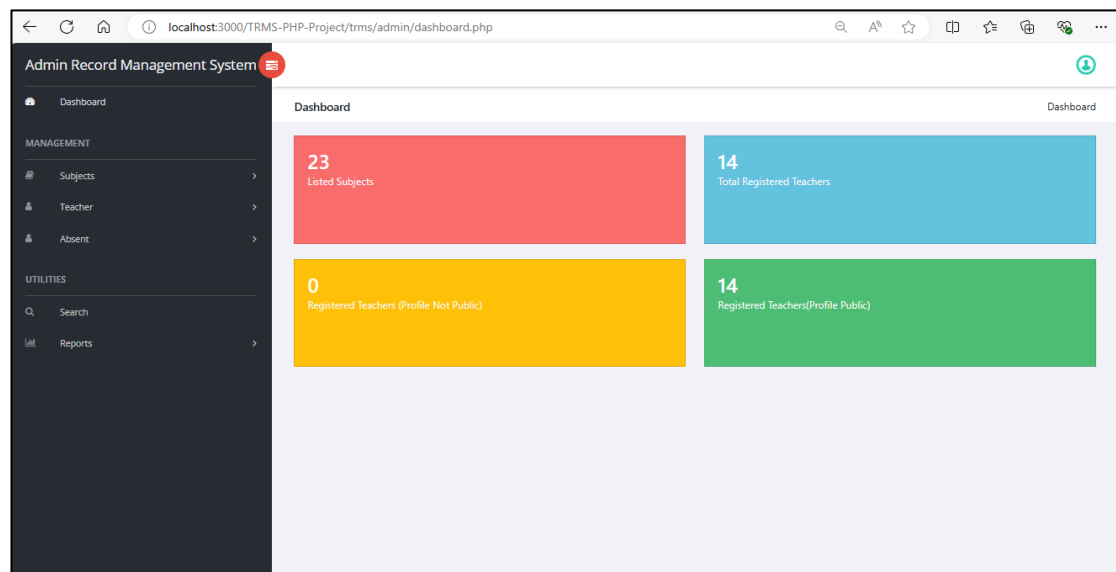 localhost:3000/TRMS-PHP-Project/trms/admin/dashboard.php
Admin Record Management System
Dashboard
MANAGEMENT
Subjects
Teacher
Absent
UTILITIES
Search
Reports
Dashboard
Dashboard
23
Listed Subjects
14
Total Registered Teachers
0
Registered Teachers (Profile Not Public)
14
Registered Teachers(Profile Public)